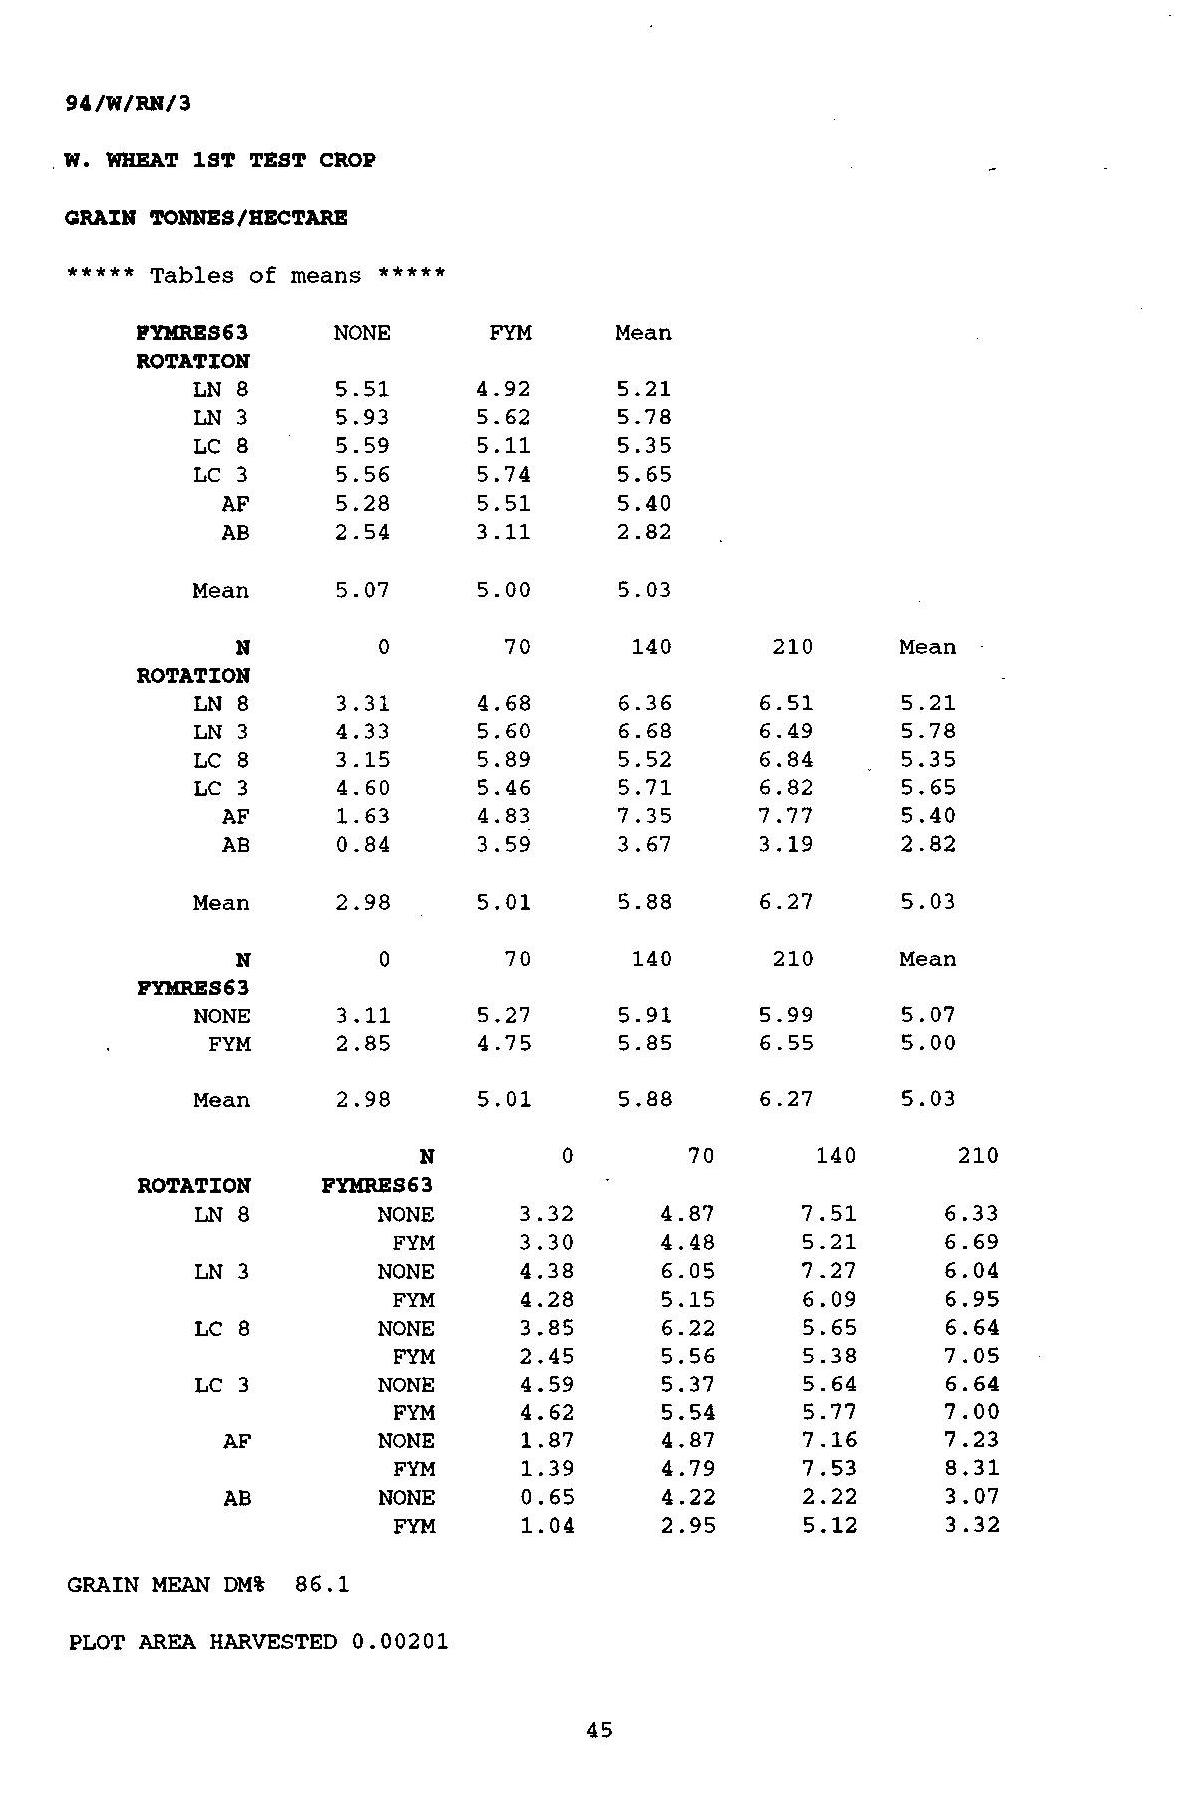 94/W/RN/3
W. WHEAT 1ST TEST CROP
GRAIN TONNES/HECTARE
***** Tables of means *****
FYMRES63 NONE FYM Mean
ROTATION
LN 8 5.51 4.92 5.21
LN 3 5.93 5.62 5.78
LC 8 5.59 5.11 5.35
LC 3 5.56 5.74 5.65
AF 5.28 5.51 5.40
AB 2.54 3.11 2.82
Mean 5.07 5.00 5.03
N 0 70 140 210 Mean
ROTATION
LN 8 3.31 4.68 6.36 6.51 5.21
LN 3 4.33 5.60 6.68 6.49 5.78
LC 8 3.15 5.89 5.52 6.84 5.35
LC 3 4.60 5.46 5.71 6.82 5.65
AF 1.63 4.83 7.35 7.77 5.40
AB 0.84 3.59 3.67 3.19 2.82
Mean 2.98 5.01 5.88 6.27 5.03
N 0 70 140 210 Mean
FYMRES63
NONE 3.11 5.27 5.91 5.99 5.07
FYM 2.85 4.75 5.85 6.55 5.00
Mean 2.98 5.01 5.88 6.27 5.03
N 0 70 140 210
ROTATION FYMRES63
LN 8 NONE 3.32 4.87 7.51 6.33
FYM 3.30 4.48 5.21 6.69
LN 3 NONE 4.38 6.05 7.27 6.04
FYM 4.28 5.15 6.09 6.95
LC 8 NONE 3.85 6.22 5.65 6.64
FYM 2.45 5.56 5.38 7.05
LC 3 NONE 4.59 5.37 5.64 6.64
FYM 4.62 5.54 5.77 7.00
AF NONE 1.87 4.87 7.16 7.23
FYM 1.39 4.79 7.53 8.31
AB NONE 0.65 4.22 2.22 3.07
FYM 1.04 2.95 5.12 3.32
GRAIN MEAN DM% 86.1
PLOT AREA HARVESTED 0.00201
45